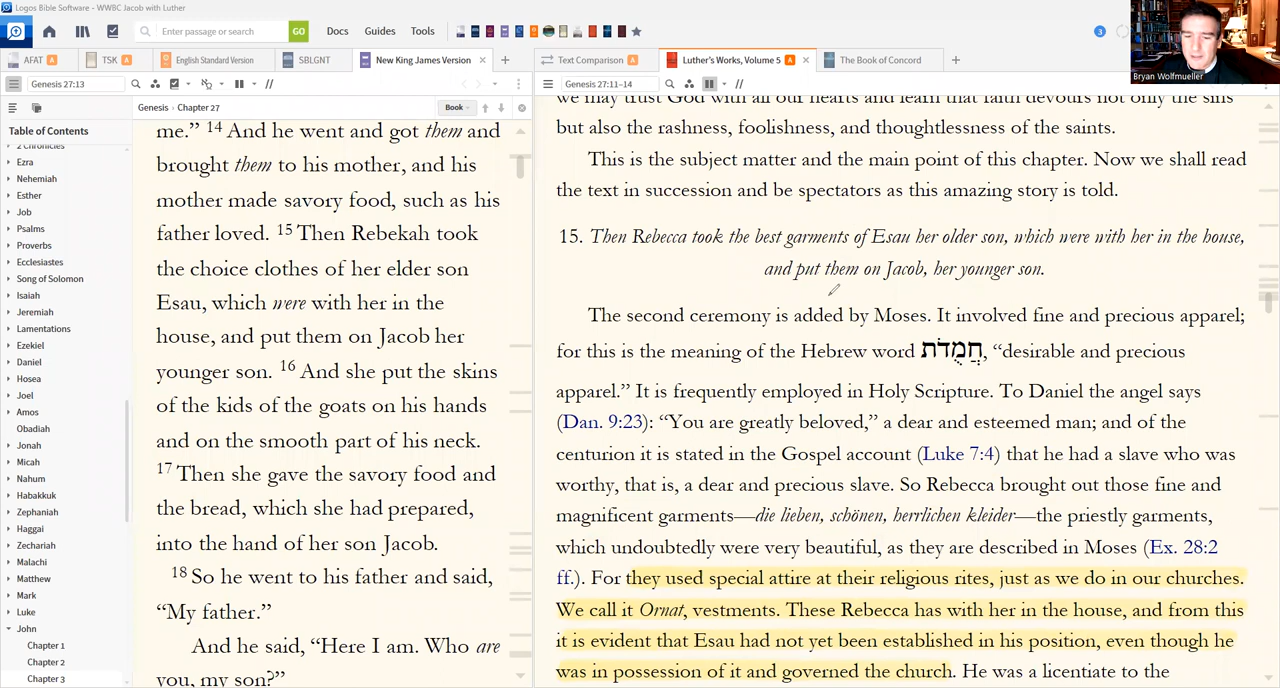 Logos Bible Software - WWBC Jacob with Luther
Enter passage or search
GO
Docs Guides Tools
3
AFAT A
TSK A
English Standard Version
SBLGNT
New King James Version ×
+
Text Comparison A
Luther's Works, Volume 5 A ×
The Book of Concord
+
Genesis 27:13
Genesis › Chapter 27
Book
Table of Contents
2 Chronicles
Ezra
Nehemiah
Esther
Job
Psalms
Proverbs
Ecclesiastes
Song of Solomon
Isaiah
Jeremiah
Lamentations
Ezekiel
Daniel
Hosea
Joel
Amos
Obadiah
Jonah
Micah
Nahum
Habakkuk
Zephaniah
Haggai
Zechariah
Malachi
Matthew
Mark
Luke
John
Chapter 1
Chapter 2
Chapter 3
me.” 14 And he went and got them and
brought them to his mother, and his
mother made savory food, such as his
father loved. 15 Then Rebekah took
the choice clothes of her elder son
Esau, which were with her in the
house, and put them on Jacob her
younger son. 16 And she put the skins
of the kids of the goats on his hands
and on the smooth part of his neck.
17 Then she gave the savory food and
the bread, which she had prepared,
into the hand of her son Jacob.
18 So he went to his father and said,
“My father.”
And he said, “Here I am. Who are
you, my son?”
Genesis 27:11–14
we may trust God with all our hearts and learn that faith devours not only the sins
but also the rashness, foolishness, and thoughtlessness of the saints.
This is the subject matter and the main point of this chapter. Now we shall read
the text in succession and be spectators as this amazing story is told.
15. Then Rebecca took the best garments of Esau her older son, which were with her in the house,
and put them on Jacob, her younger son.
The second ceremony is added by Moses. It involved fine and precious apparel;
for this is the meaning of the Hebrew word חֲמֻדֹת, “desirable and precious
apparel.” It is frequently employed in Holy Scripture. To Daniel the angel says
(Dan. 9:23): “You are greatly beloved,” a dear and esteemed man; and of the
centurion it is stated in the Gospel account (Luke 7:4) that he had a slave who was
worthy, that is, a dear and precious slave. So Rebecca brought out those fine and
magnificent garments—die lieben, schönen, herrlichen kleider—the priestly garments,
which undoubtedly were very beautiful, as they are described in Moses (Ex. 28:2
ff.). For they used special attire at their religious rites, just as we do in our churches.
We call it Ornat, vestments. These Rebecca has with her in the house, and from this
it is evident that Esau had not yet been established in his position, even though he
was in possession of it and governed the church. He was a licentiate to the
Bryan Wolfmueller